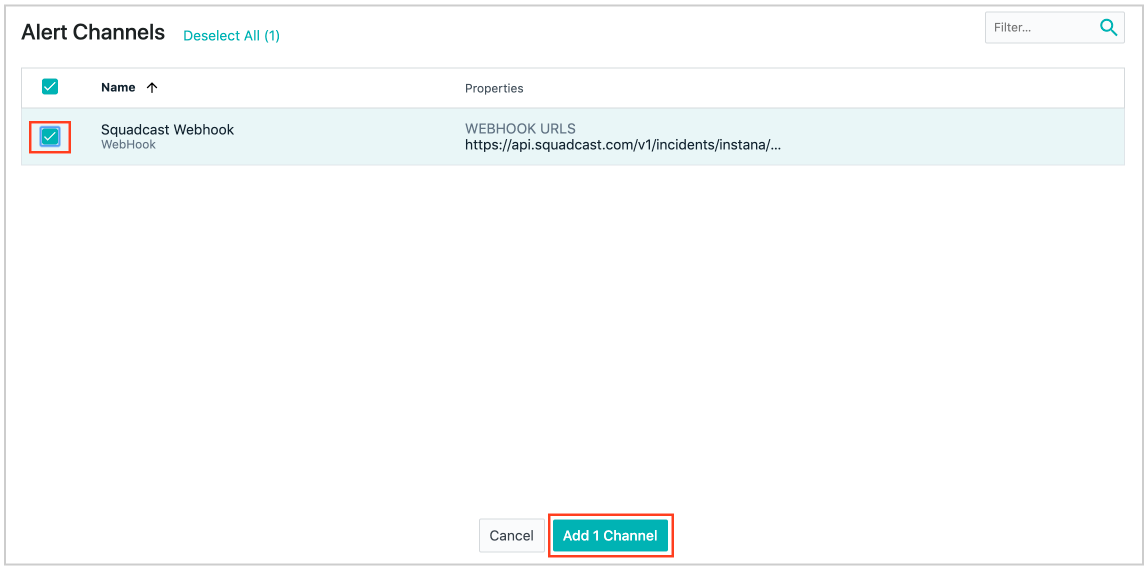 Alert Channels
Deselect All (1)
Filter...
Name
Properties
Squadcast Webhook
WebHook
WEBHOOK URLS
https://api.squadcast.com/v1/incidents/instana/...
Cancel
Add 1 Channel